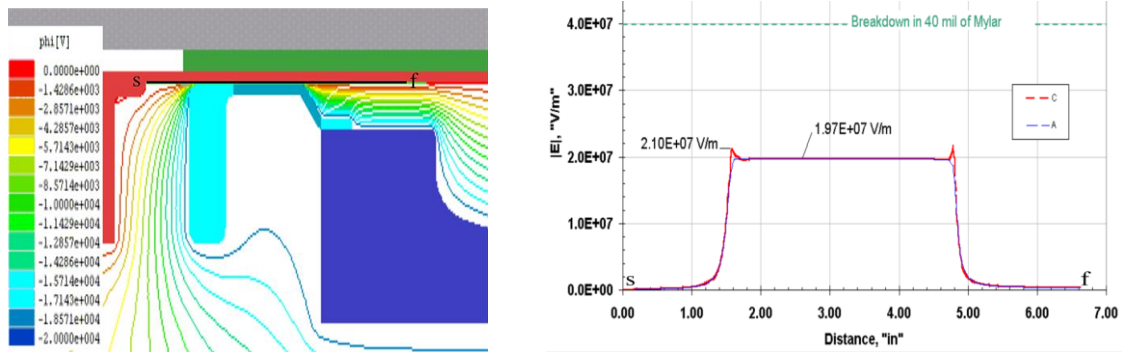 phi[V]
0.0000e+000
-1.4286e+003
-2.8571e+003
-4.2857e+003
-5.7143e+003
-7.1429e+003
-8.5714e+003
-1.0000e+004
-1.1429e+004
-1.2857e+004
-1.4286e+004
-1.5714e+004
-1.7143e+004
-1.8571e+004
-2.0000e+004
s
f
4.0E+07
3.0E+07
2.0E+07
1.0E+07
0.0E+00
|E|, "V/m"
Breakdown in 40 mil of Mylar
2.10E+07 V/m
1.97E+07 V/m
C
A
s
f
0.00 1.00 2.00 3.00 4.00 5.00 6.00 7.00
Distance, "in"